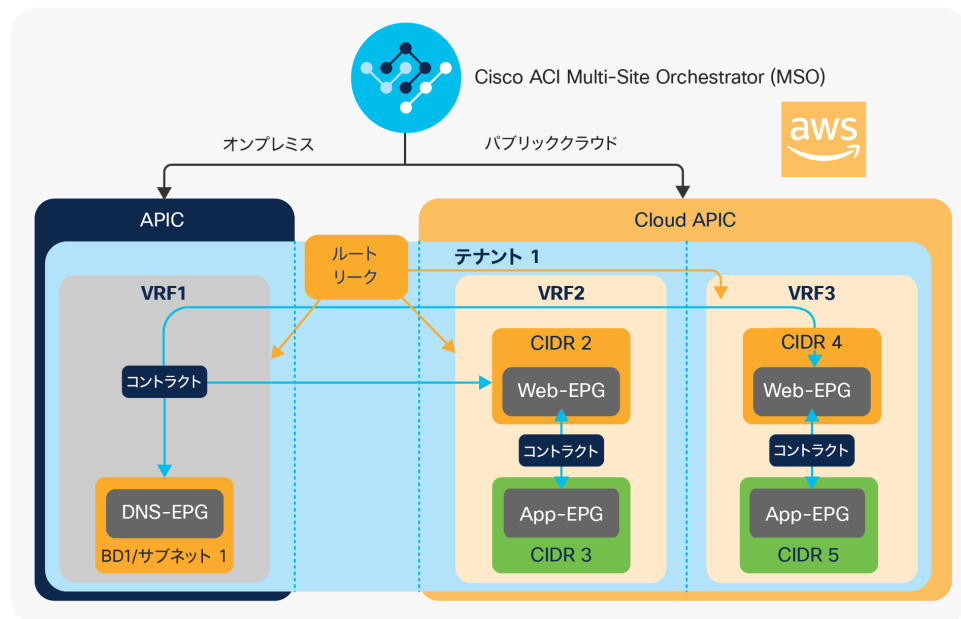 Cisco ACI Multi-Site Orchestrator (MSO)
aws
オンプレミス
パブリッククラウド
APIC
Cloud APIC
ルート
リーク
テナント 1
VRF1
VRF2
VRF3
CIDR 2
CIDR 4
コントラクト
Web-EPG
Web-EPG
コントラクト
コントラクト
DNS-EPG
App-EPG
App-EPG
BD1/サブネット 1
CIDR 3
CIDR 5